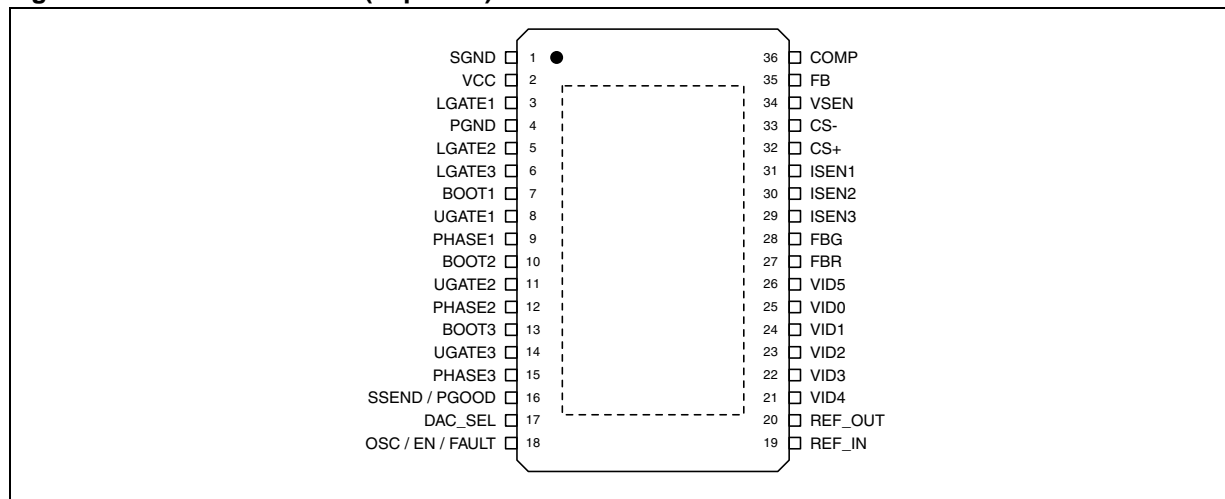 SGND 1 36 COMP
VCC 2 35 FB
LGATE1 3 34 VSEN
PGND 4 33 CS-
LGATE2 5 32 CS+
LGATE3 6 31 ISEN1
BOOT1 7 30 ISEN2
UGATE1 8 29 ISEN3
PHASE1 9 28 FBG
BOOT2 10 27 FBR
UGATE2 11 26 VID5
PHASE2 12 25 VID0
BOOT3 13 24 VID1
UGATE3 14 23 VID2
PHASE3 15 22 VID3
SSEND / PGOOD 16 21 VID4
DAC_SEL 17 20 REF_OUT
OSC / EN / FAULT 18 19 REF_IN